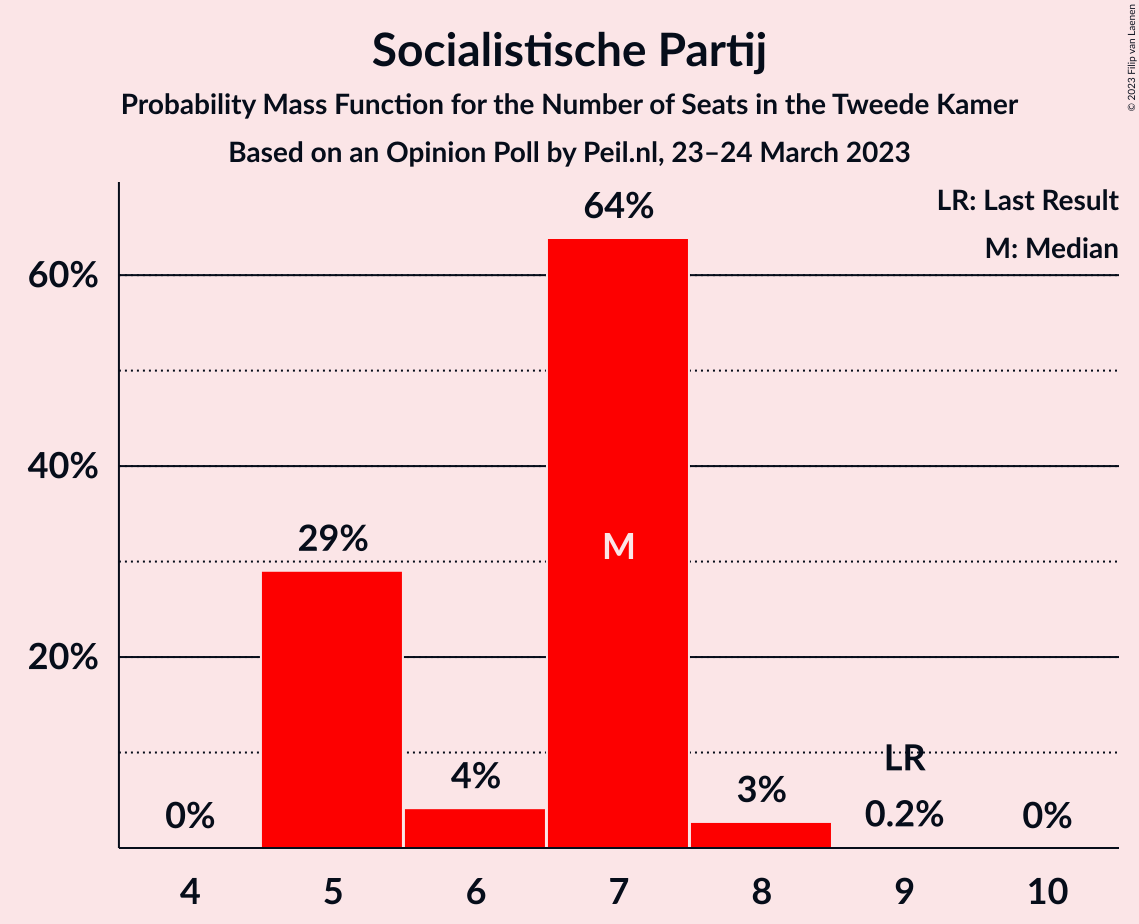 © 2023 Filip van Laenen
Socialistische Partij
Probability Mass Function for the Number of Seats in the Tweede Kamer
Based on an Opinion Poll by Peil.nl, 23–24 March 2023
LR: Last Result
M: Median
60%
40%
20%
0%
29%
4%
64%
M
3%
LR
0.2%
0%
4 5 6 7 8 9 10